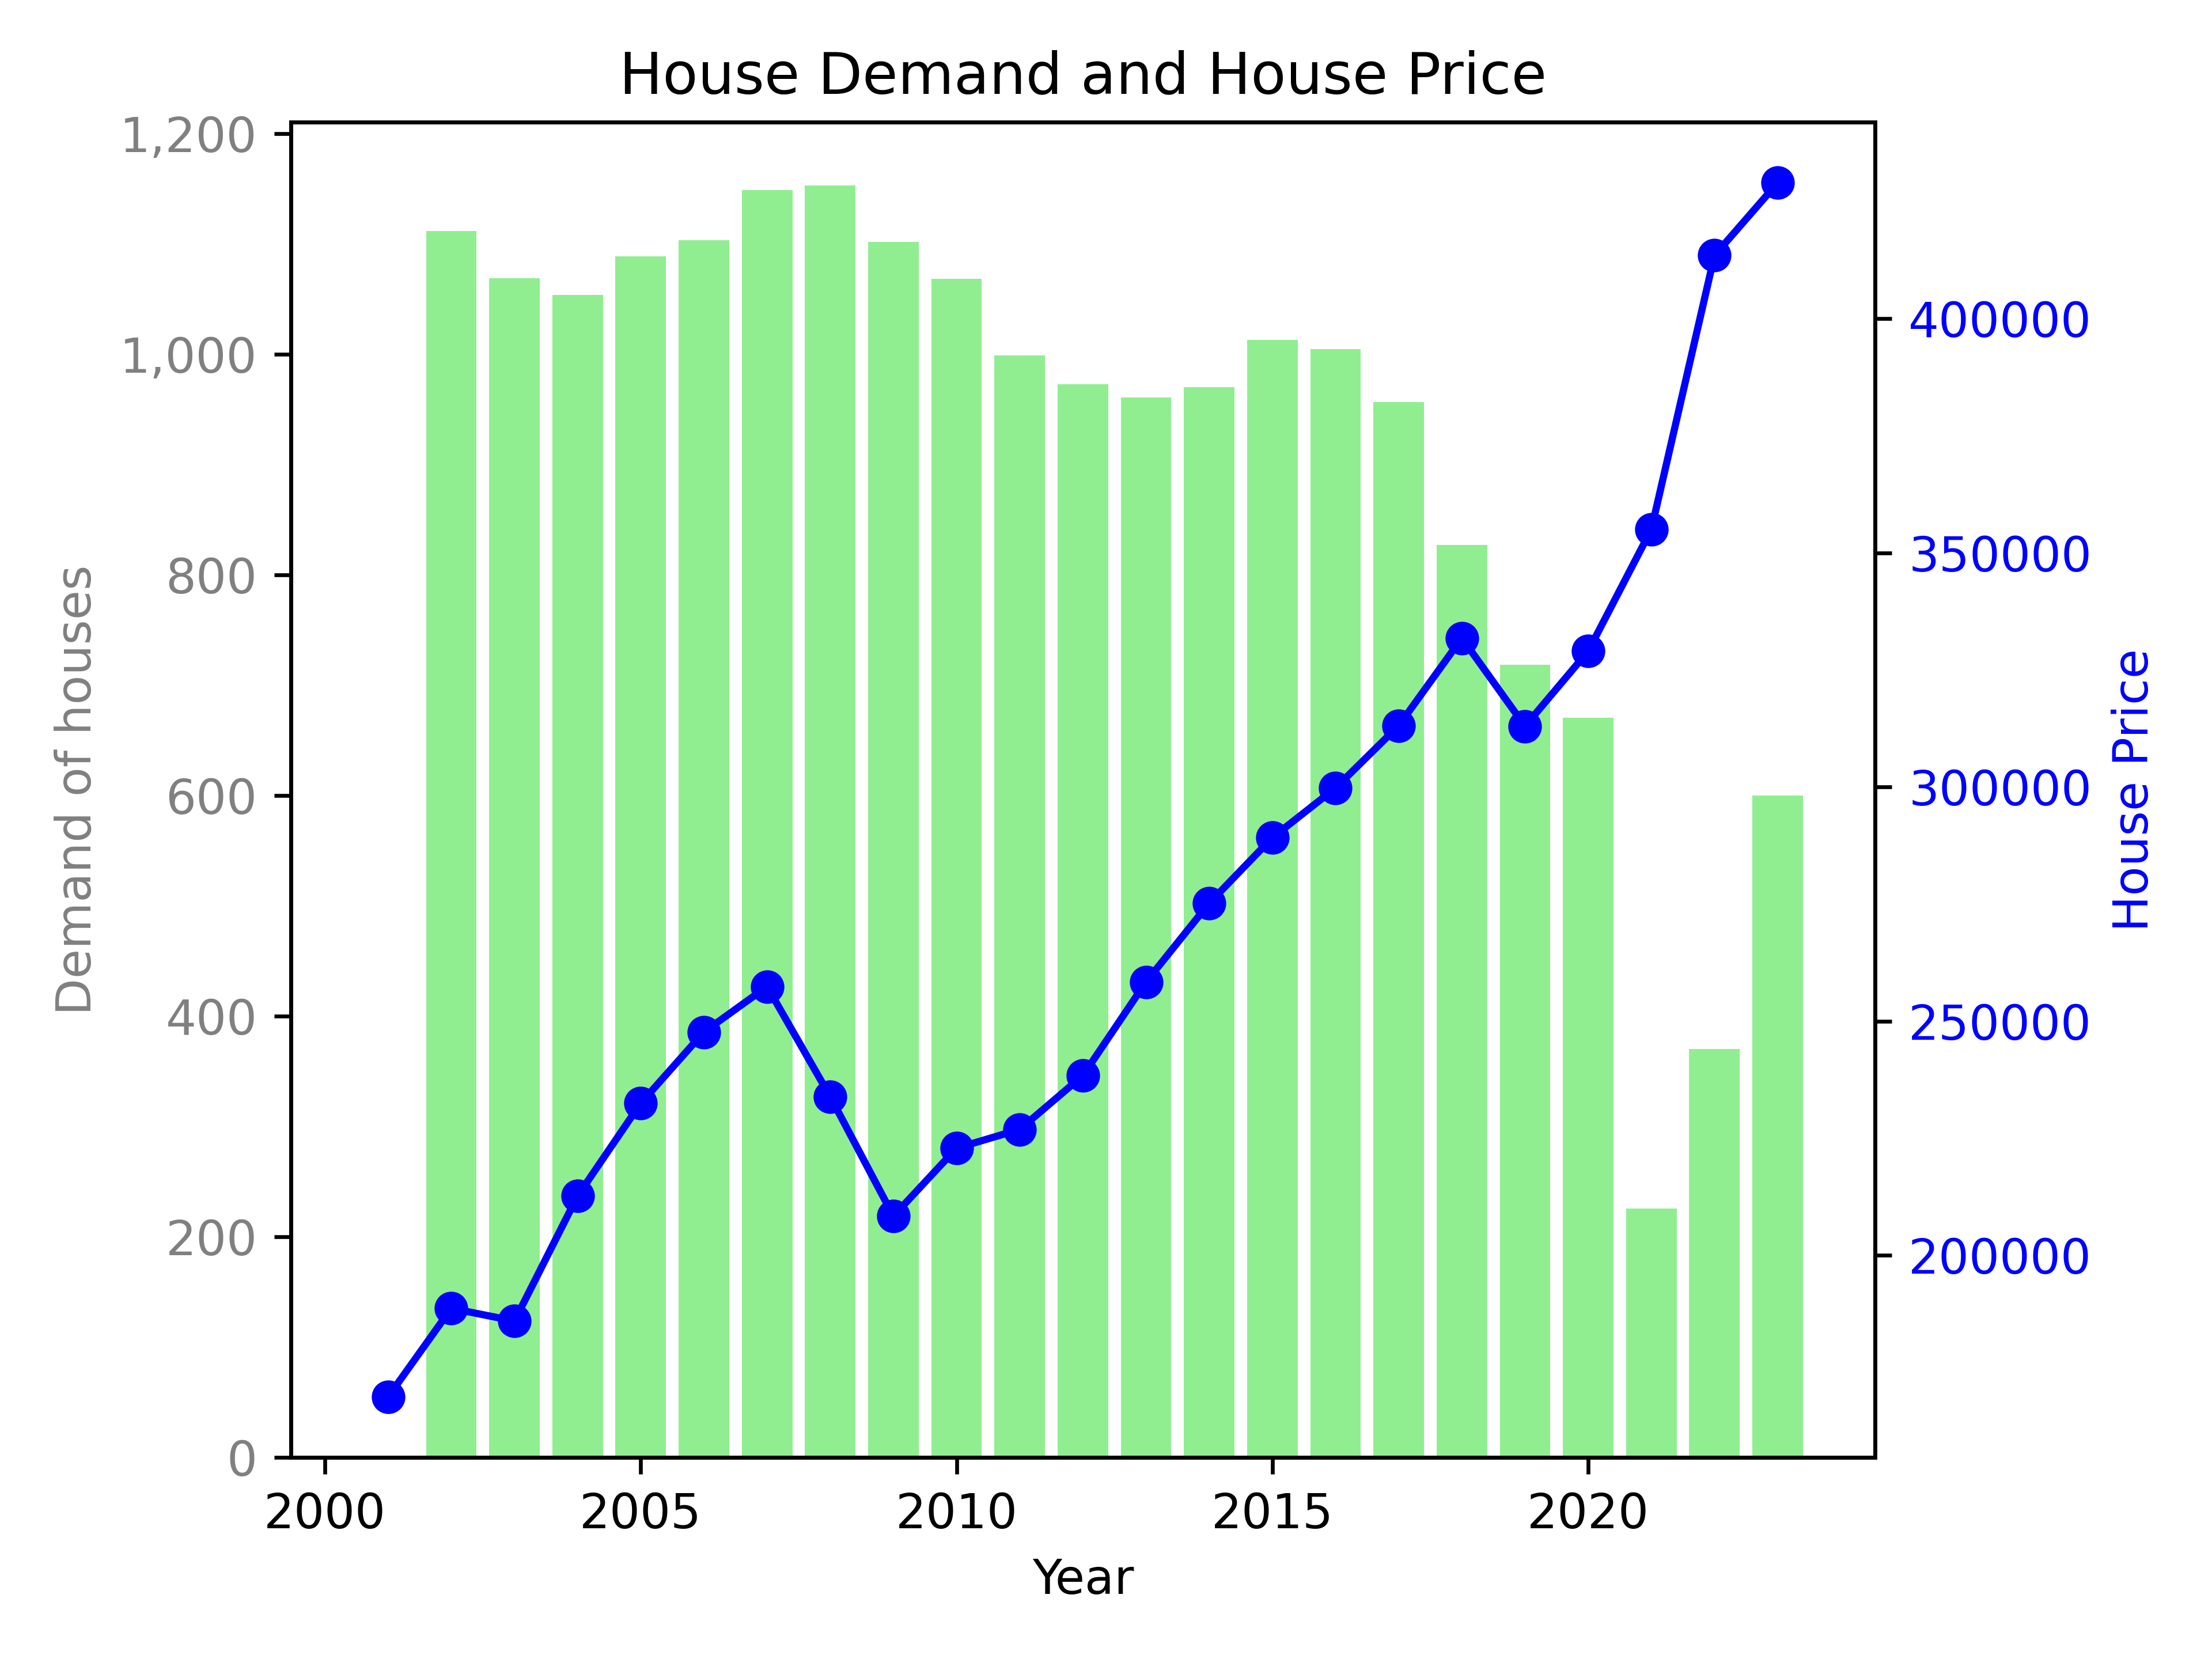 House Demand and House Price
1,200
1,000
800
600
400
200
0
Demand of houses
400000
350000
300000
250000
200000
House Price
2000 2005 2010 2015 2020
Year